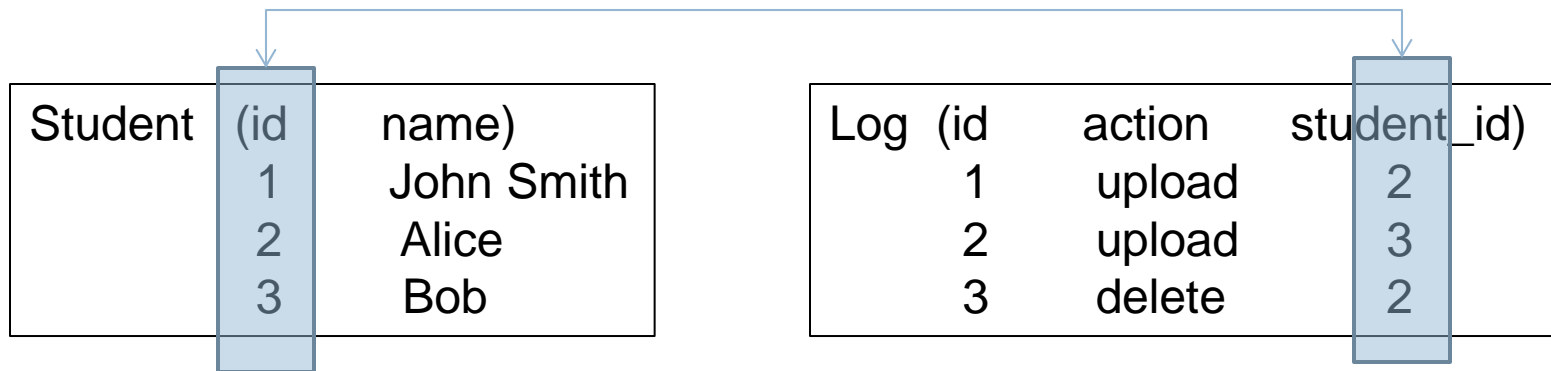 Student (id name)
1 John Smith
2 Alice
3 Bob
Log (id action student_id)
1 upload 2
2 upload 3
3 delete 2